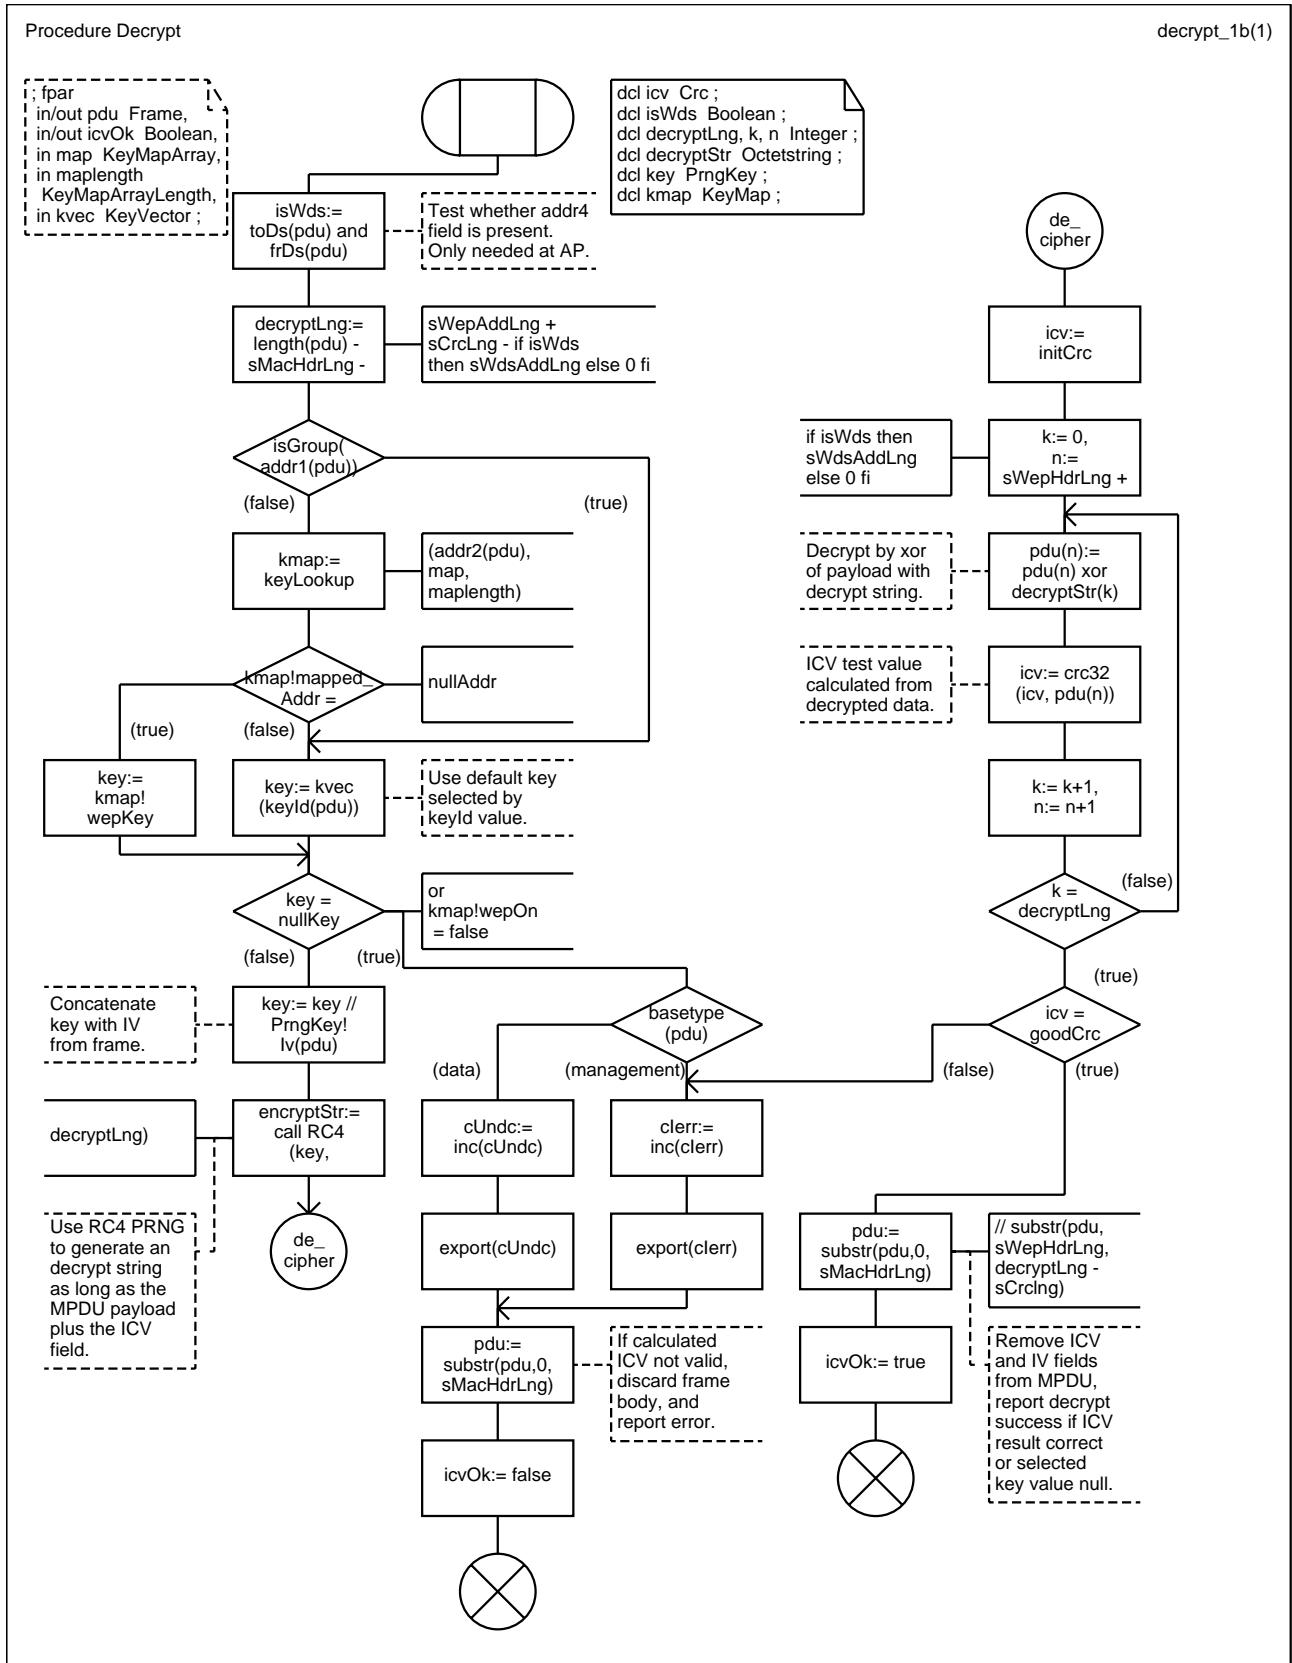 Procedure Decrypt
decrypt_1b(1)
; fpar
in/out pdu Frame,
in/out icvOk Boolean,
in map KeyMapArray,
in maplength
KeyMapArrayLength,
in kvec KeyVector ;
dcl icv Crc ;
dcl isWds Boolean ;
dcl decryptLng, k, n Integer ;
dcl decryptStr Octetstring ;
dcl key PrngKey ;
dcl kmap KeyMap ;
isWds:=
toDs(pdu) and
frDs(pdu)
Test whether addr4
field is present.
Only needed at AP.
decryptLng:=
length(pdu) -
sMacHdrLng -
sWepAddLng +
sCrcLng - if isWds
then sWdsAddLng else 0 fi
isGroup(
addr1(pdu))
(false)
(true)
kmap:=
keyLookup
(addr2(pdu),
map,
maplength)
kmap!mapped_
Addr =
nullAddr
(true)
(false)
key:=
kmap!
wepKey
key:= kvec
(keyId(pdu))
Use default key
selected by
keyId value.
key =
nullKey
or
kmap!wepOn
= false
(false)
(true)
Concatenate
key with IV
from frame.
key:= key //
PrngKey!
Iv(pdu)
decryptLng)
encryptStr:=
call RC4
(key,
Use RC4 PRNG
to generate an
decrypt string
as long as the
MPDU payload
plus the ICV
field.
de_
cipher
basetype
(pdu)
(data)
(management)
cUndc:=
inc(cUndc)
cIerr:=
inc(cIerr)
export(cUndc)
export(cIerr)
pdu:=
substr(pdu,0,
sMacHdrLng)
If calculated
ICV not valid,
discard frame
body, and
report error.
icvOk:= false
de_
cipher
icv:=
initCrc
if isWds then
sWdsAddLng
else 0 fi
k:= 0,
n:=
sWepHdrLng +
Decrypt by xor
of payload with
decrypt string.
pdu(n):=
pdu(n) xor
decryptStr(k)
ICV test value
calculated from
decrypted data.
icv:= crc32
(icv, pdu(n))
k:= k+1,
n:= n+1
k =
decryptLng
(false)
(true)
icv =
goodCrc
(false)
(true)
pdu:=
substr(pdu,0,
sMacHdrLng)
// substr(pdu,
sWepHdrLng,
decryptLng -
sCrclng)
icvOk:= true
Remove ICV
and IV fields
from MPDU,
report decrypt
success if ICV
result correct
or selected
key value null.